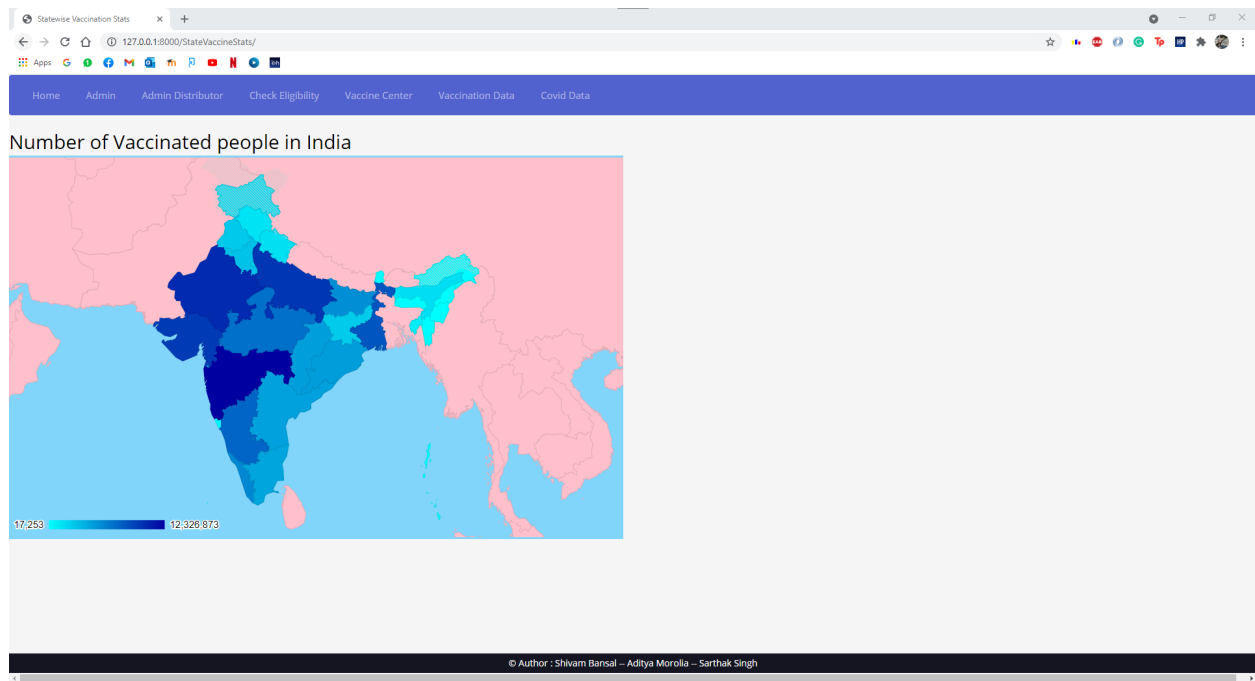 Statewise Vaccination Stats
127.0.0.1:8000/StateVaccineStats/
Apps
Home Admin Admin Distributor Check Eligibility Vaccine Center Vaccination Data Covid Data
Number of Vaccinated people in India
17,253 12,326,873
© Author : Shivam Bansal -- Aditya Morolia -- Sarthak Singh